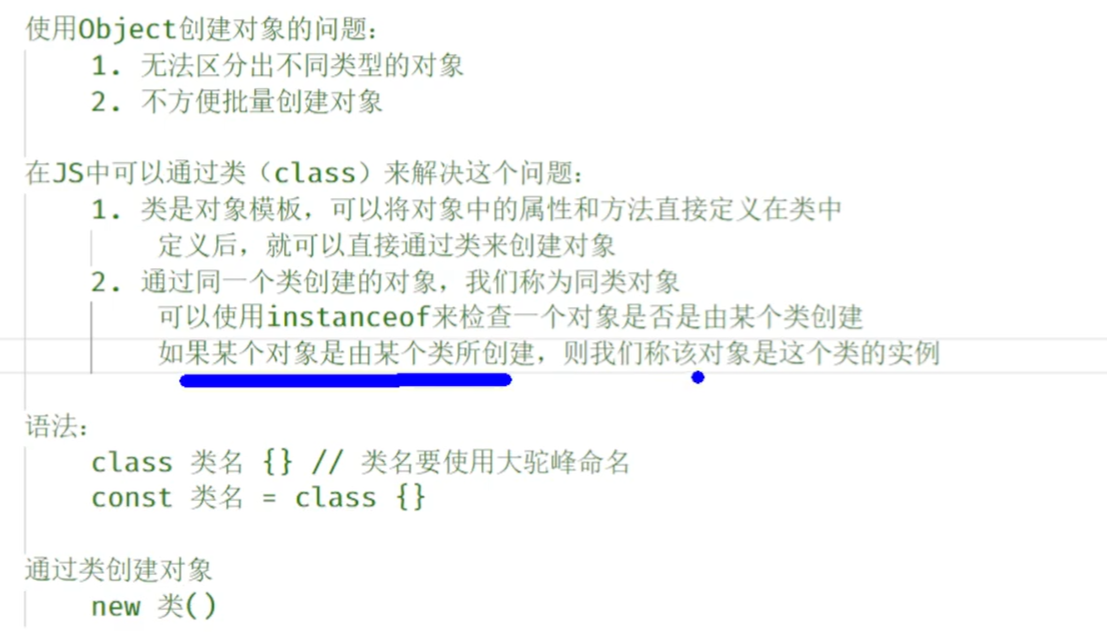 使用Object创建对象的问题：
1. 无法区分出不同类型的对象
2. 不方便批量创建对象
在JS中可以通过类（class）来解决这个问题：
1. 类是对象模板，可以将对象中的属性和方法直接定义在类中
定义后，就可以直接通过类来创建对象
2. 通过同一个类创建的对象，我们称为同类对象
可以使用instanceof来检查一个对象是否是由某个类创建
如果某个对象是由某个类所创建，则我们称该对象是这个类的实例
语法：
class 类名 {} // 类名要使用大驼峰命名
const 类名 = class {}
通过类创建对象
new 类()